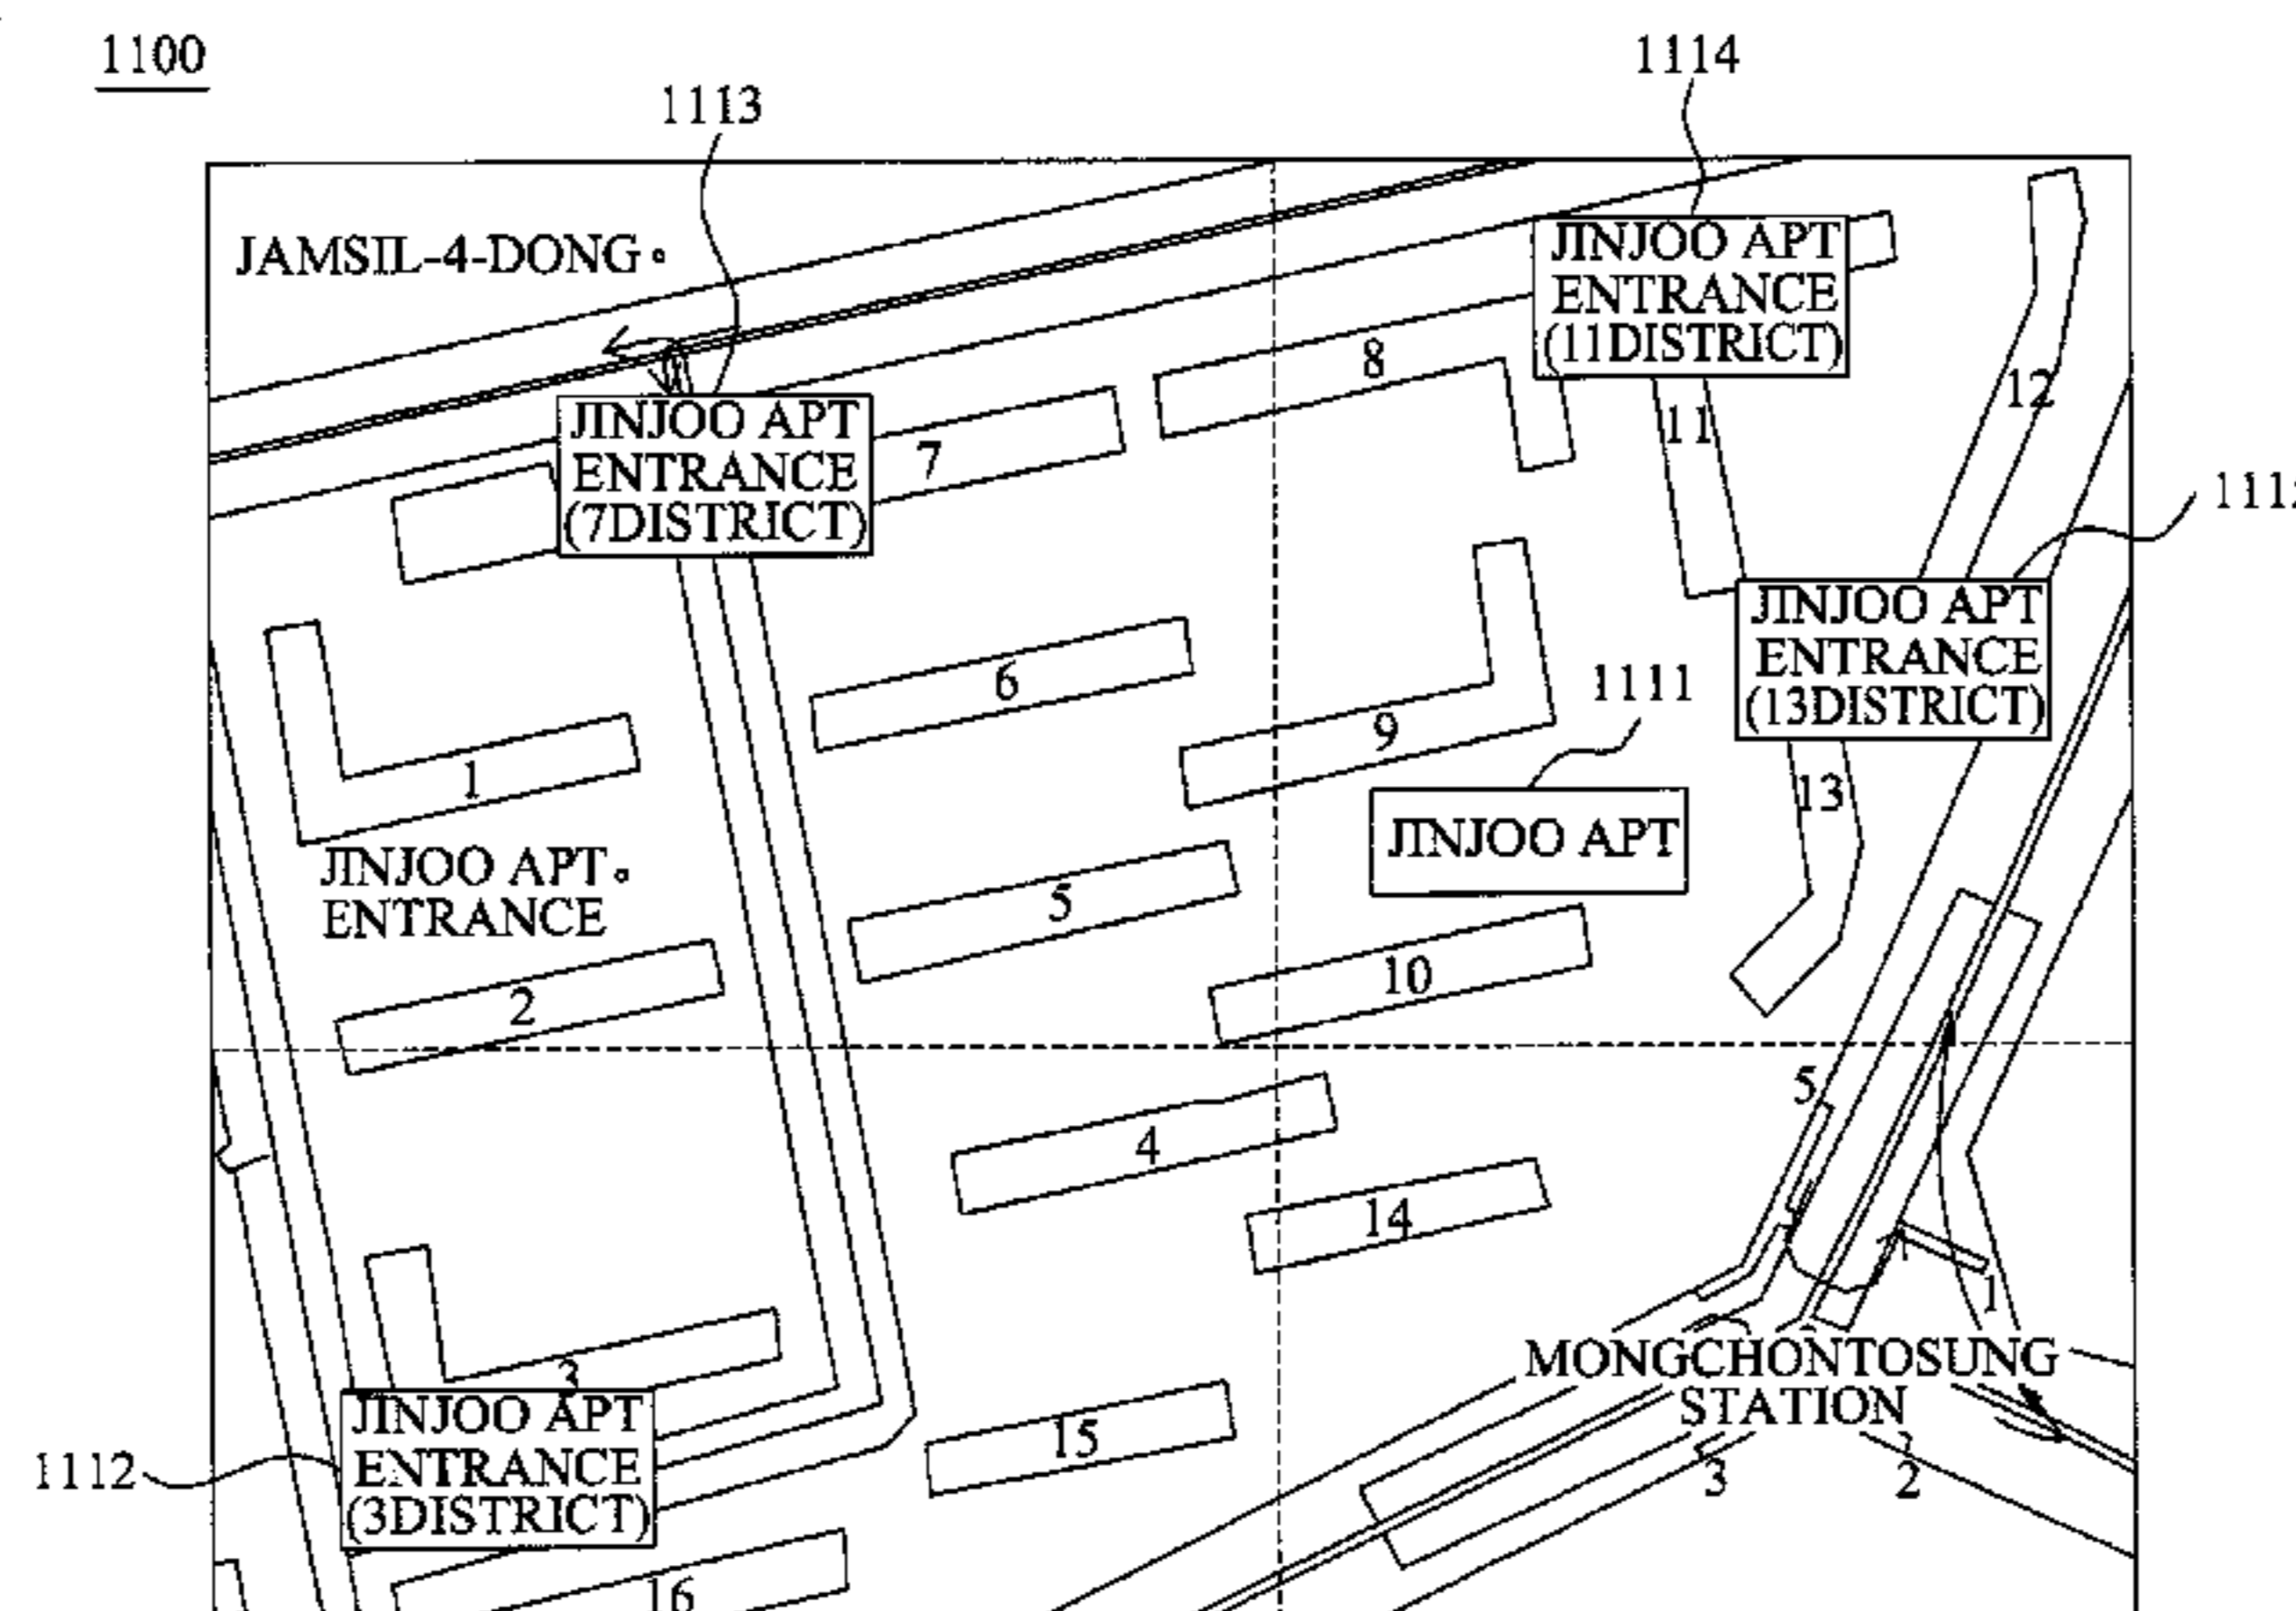 1100
1113
1114
JAMSIL-4-DONG
JINJOO APT
ENTRANCE
(11DISTRICT)
8
12
11
JINJOO APT
ENTRANCE
(7DISTRICT)
7
JINJOO APT
ENTRANCE
(13DISTRICT)
6
1111
9
1
13
JINJOO APT
JINJOO APT
ENTRANCE
5
10
2
5
4
14
1
MONGCHONTOSUNG
STATION
3
JINJOO APT
ENTRANCE
(3DISTRICT)
1112
15
3
2
16